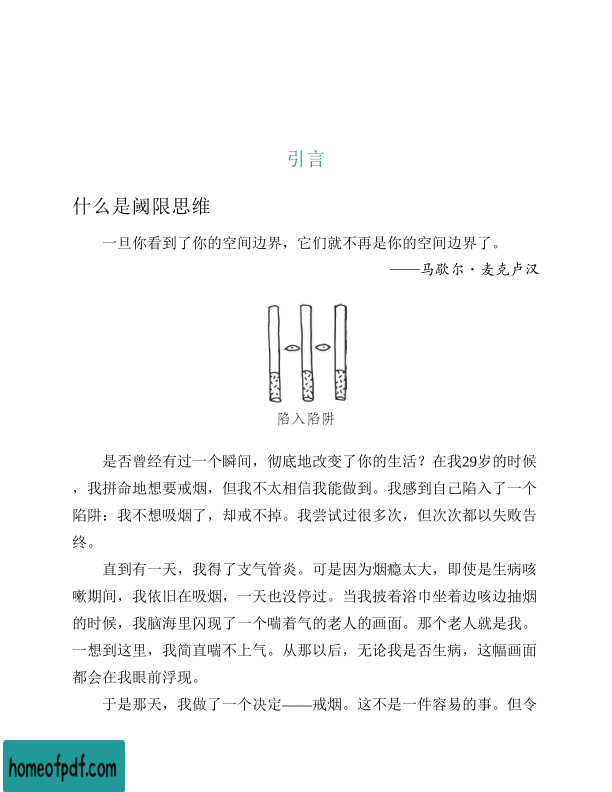 引言
什么是阈限思维
一旦你看到了你的空间边界，它们就不再是你的空间边界了。
——马歇尔·麦克卢汉
陷入陷阱
是否曾经有过一个瞬间，彻底地改变了你的生活？在我29岁的时候
，我拼命地想要戒烟，但我不太相信我能做到。我感到自己陷入了一个
陷阱：我不想吸烟了，却戒不掉。我尝试过很多次，但次次都以失败告
终。
直到有一天，我得了支气管炎。可是因为烟瘾太大，即使是生病咳
嗽期间，我依旧在吸烟，一天也没停过。当我披着浴巾坐着边咳边抽烟
的时候，我脑海里闪现了一个喘着气的老人的画面。那个老人就是我。
一想到这里，我简直喘不上气。从那以后，无论我是否生病，这幅画面
都会在我眼前浮现。
于是那天，我做了一个决定——戒烟。这不是一件容易的事。但令
homeofpdf.com